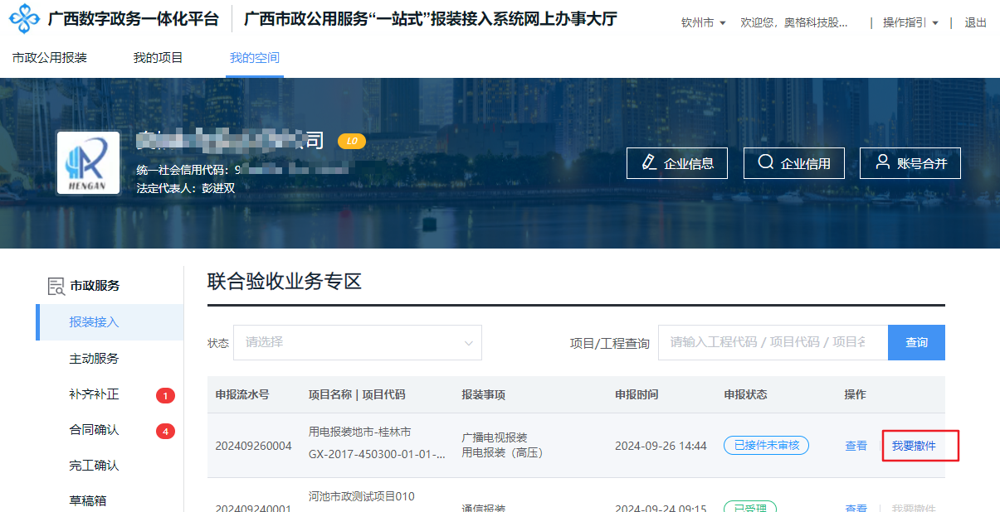 广西数字政务一体化平台 广西市政公用服务“一站式”报装接入系统网上办事大厅 钦州市 欢迎您，奥格科技股... | 操作指引 | 退出
市政公用报装 我的项目 我的空间
司 L0
统一社会信用代码：9
法定代表人：彭进双
HENGAN
企业信息 企业信用 账号合并
市政服务
报装接入
主动服务
补齐补正 1
合同确认 4
完工确认
草稿箱
联合验收业务专区
状态 请选择 项目/工程查询 请输入工程代码 / 项目代码 / 项目名 查询
申报流水号 项目名称 | 项目代码 报装事项 申报时间 申报状态 操作
202409260004 用电报装地市-桂林市 广播电视报装 2024-09-26 14:44 已接件未审核 查看 我要撤件
GX-2017-450300-01-01-... 用电报装（高压）
202409240001 河池市政测试项目010 通信报装 2024-09-24 09:15 已受理 查看 我要撤件